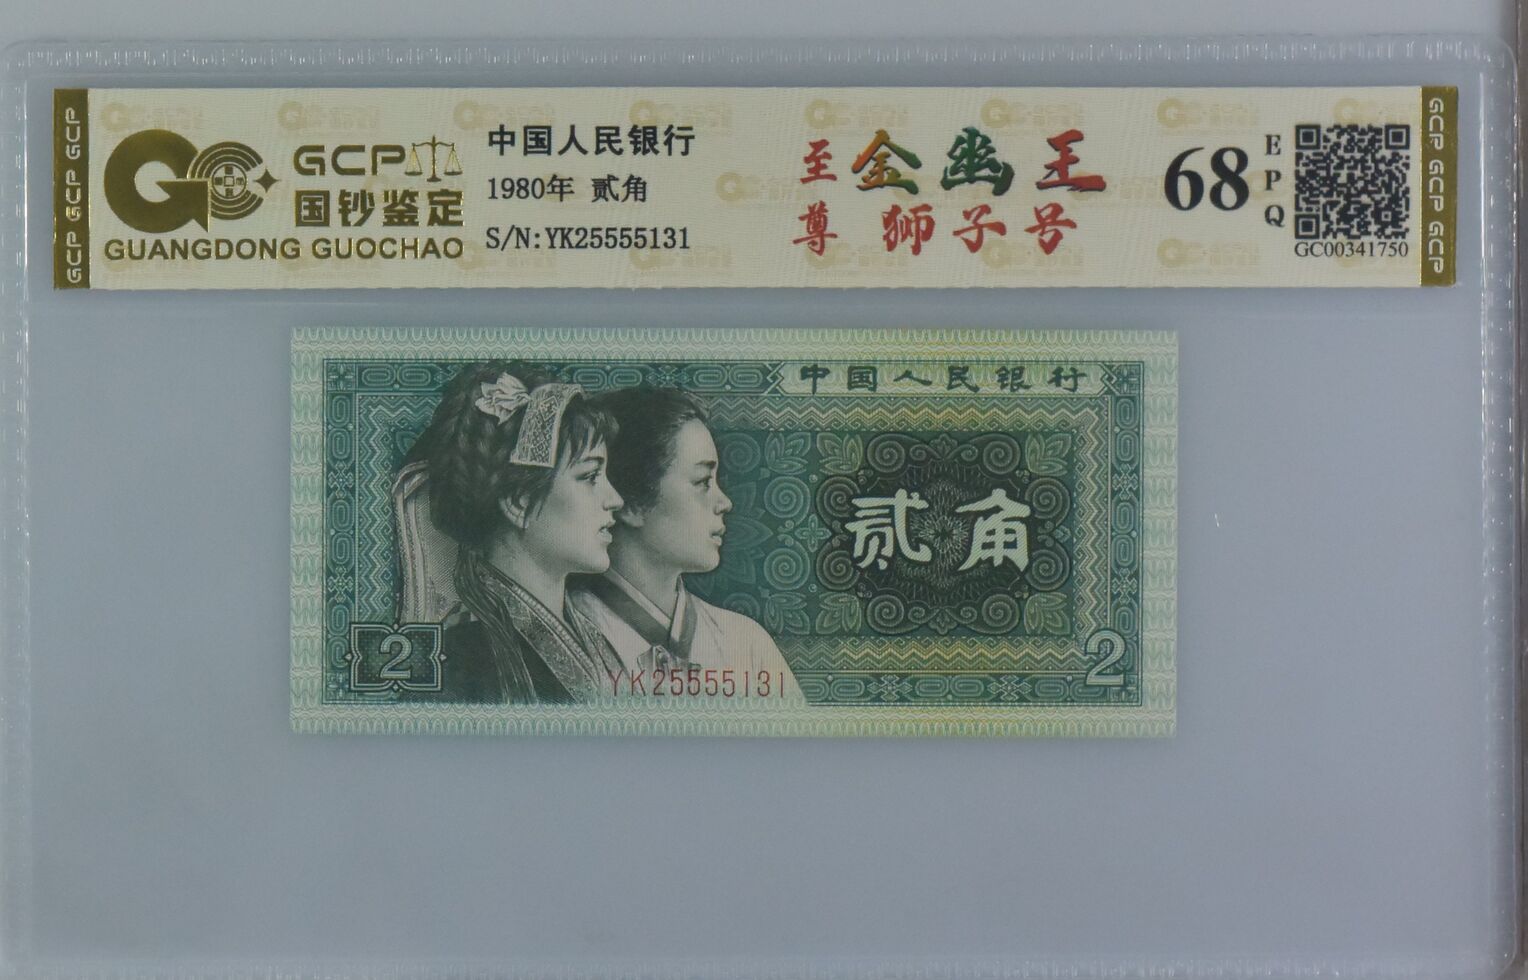 GCP GCP GCP
GCP
国钞鉴定
GUANGDONG GUOCHAO
中国人民银行
1980年 贰角
S/N:YK25555131
至尊
金幽王
狮子号
68
EPQ
GC00341750
GCP GCP GCP
中国人民银行
贰角
2
2
YK25555131